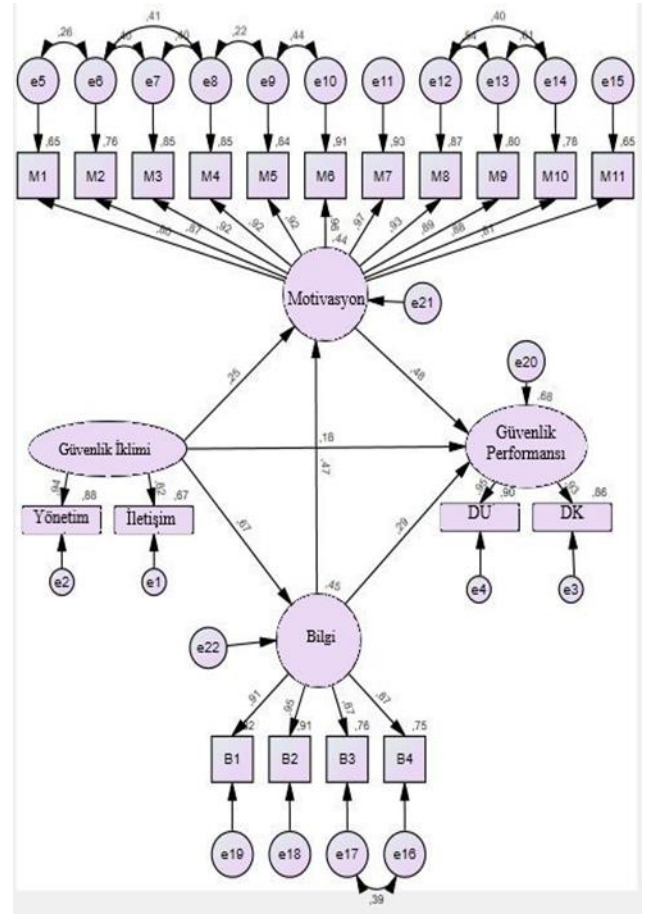 ,26
,41
,40
,22
,44
,40
,61
e5
e6
e7
e8
e9
e10
e11
e12
e13
e14
e15
,65
,76
,85
,85
,84
,91
,93
,87
,80
,78
,65
M1
M2
M3
M4
M5
M6
M7
M8
M9
M10
M11
,87
,92
,92
,92
,97
,93
,89
,88
,81
,44
Motivasyon
e21
e20
,25
,48
,68
Güvenlik İklimi
,18
Güvenlik
Performansı
,94
,88
,82
,67
,47
,95
,90
,93
,86
Yönetim
İletişim
DU
DK
,67
,29
e2
e1
e4
e3
,45
Bilgi
e22
,91
,95
,87
,87
,91
,76
,75
B1
B2
B3
B4
e19
e18
e17
e16
,39